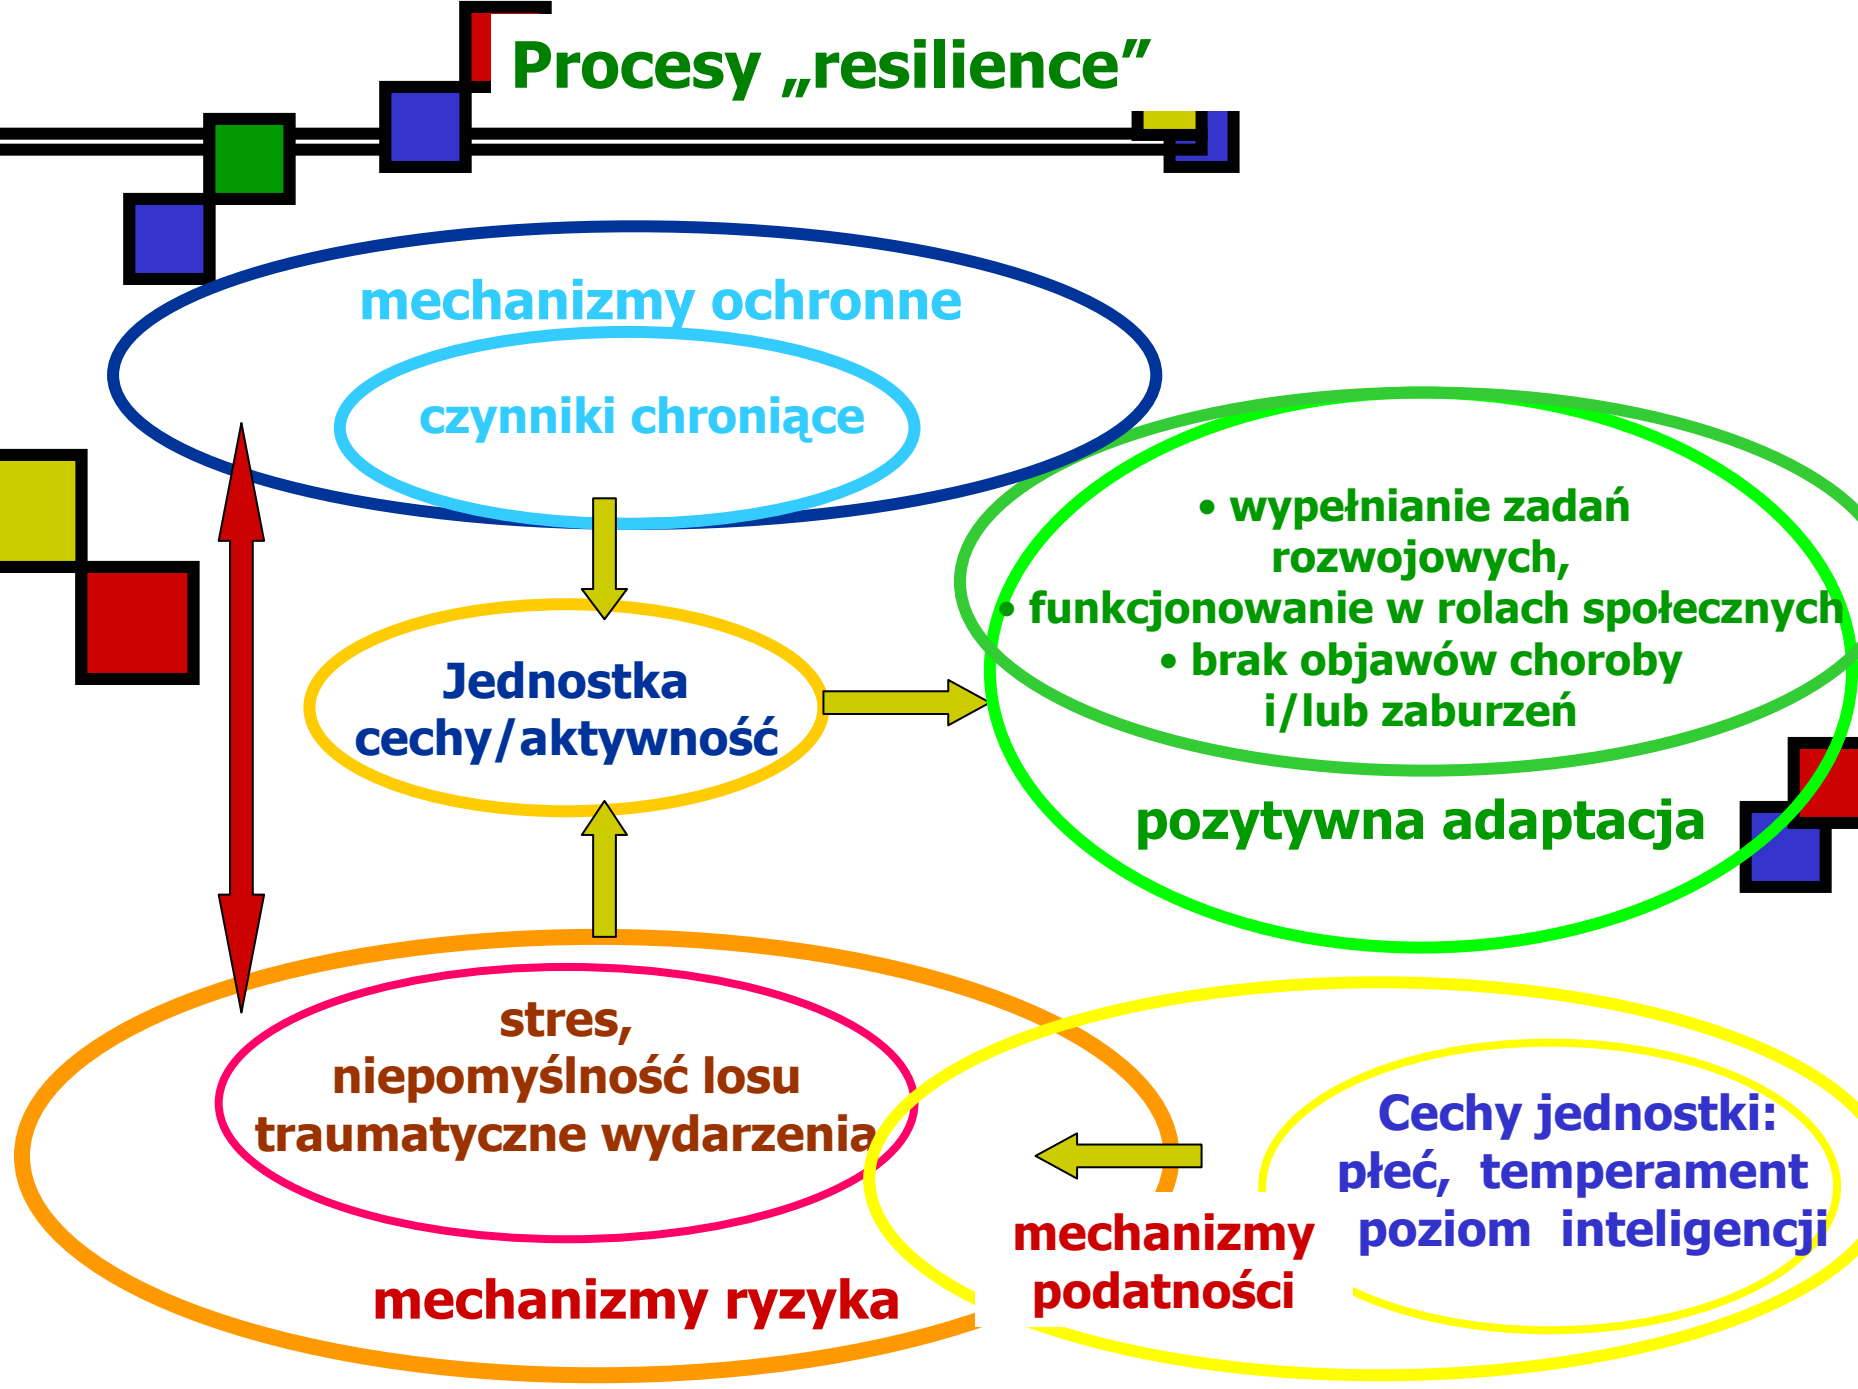 Procesy „resilience”
mechanizmy ochronne
czynniki chroniące
• wypełnianie zadań
rozwojowych,
• funkcjonowanie w rolach społecznych
• brak objawów choroby
i/lub zaburzeń
pozytywna adaptacja
Jednostka
cechy/aktywność
stres,
niepomyślność losu
traumatyczne wydarzenia
mechanizmy ryzyka
Cechy jednostki:
płeć, temperament
poziom inteligencji
mechanizmy
podatności